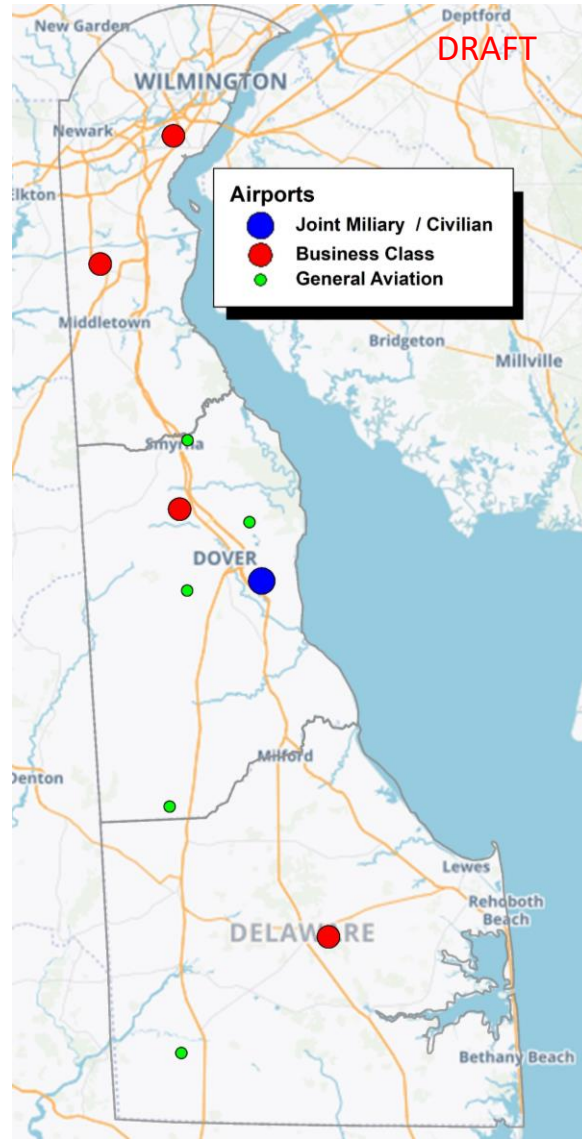 New Garden
Deptford
DRAFT
WILMINGTON
Newark
Elkton
Airports
Joint Miliary / Civilian
Business Class
General Aviation
Middletown
Bridgeton
Millville
Smyrna
DOVER
Milford
Denton
Lewes
Rehoboth
Beach
DELAWARE
Bethany Beach